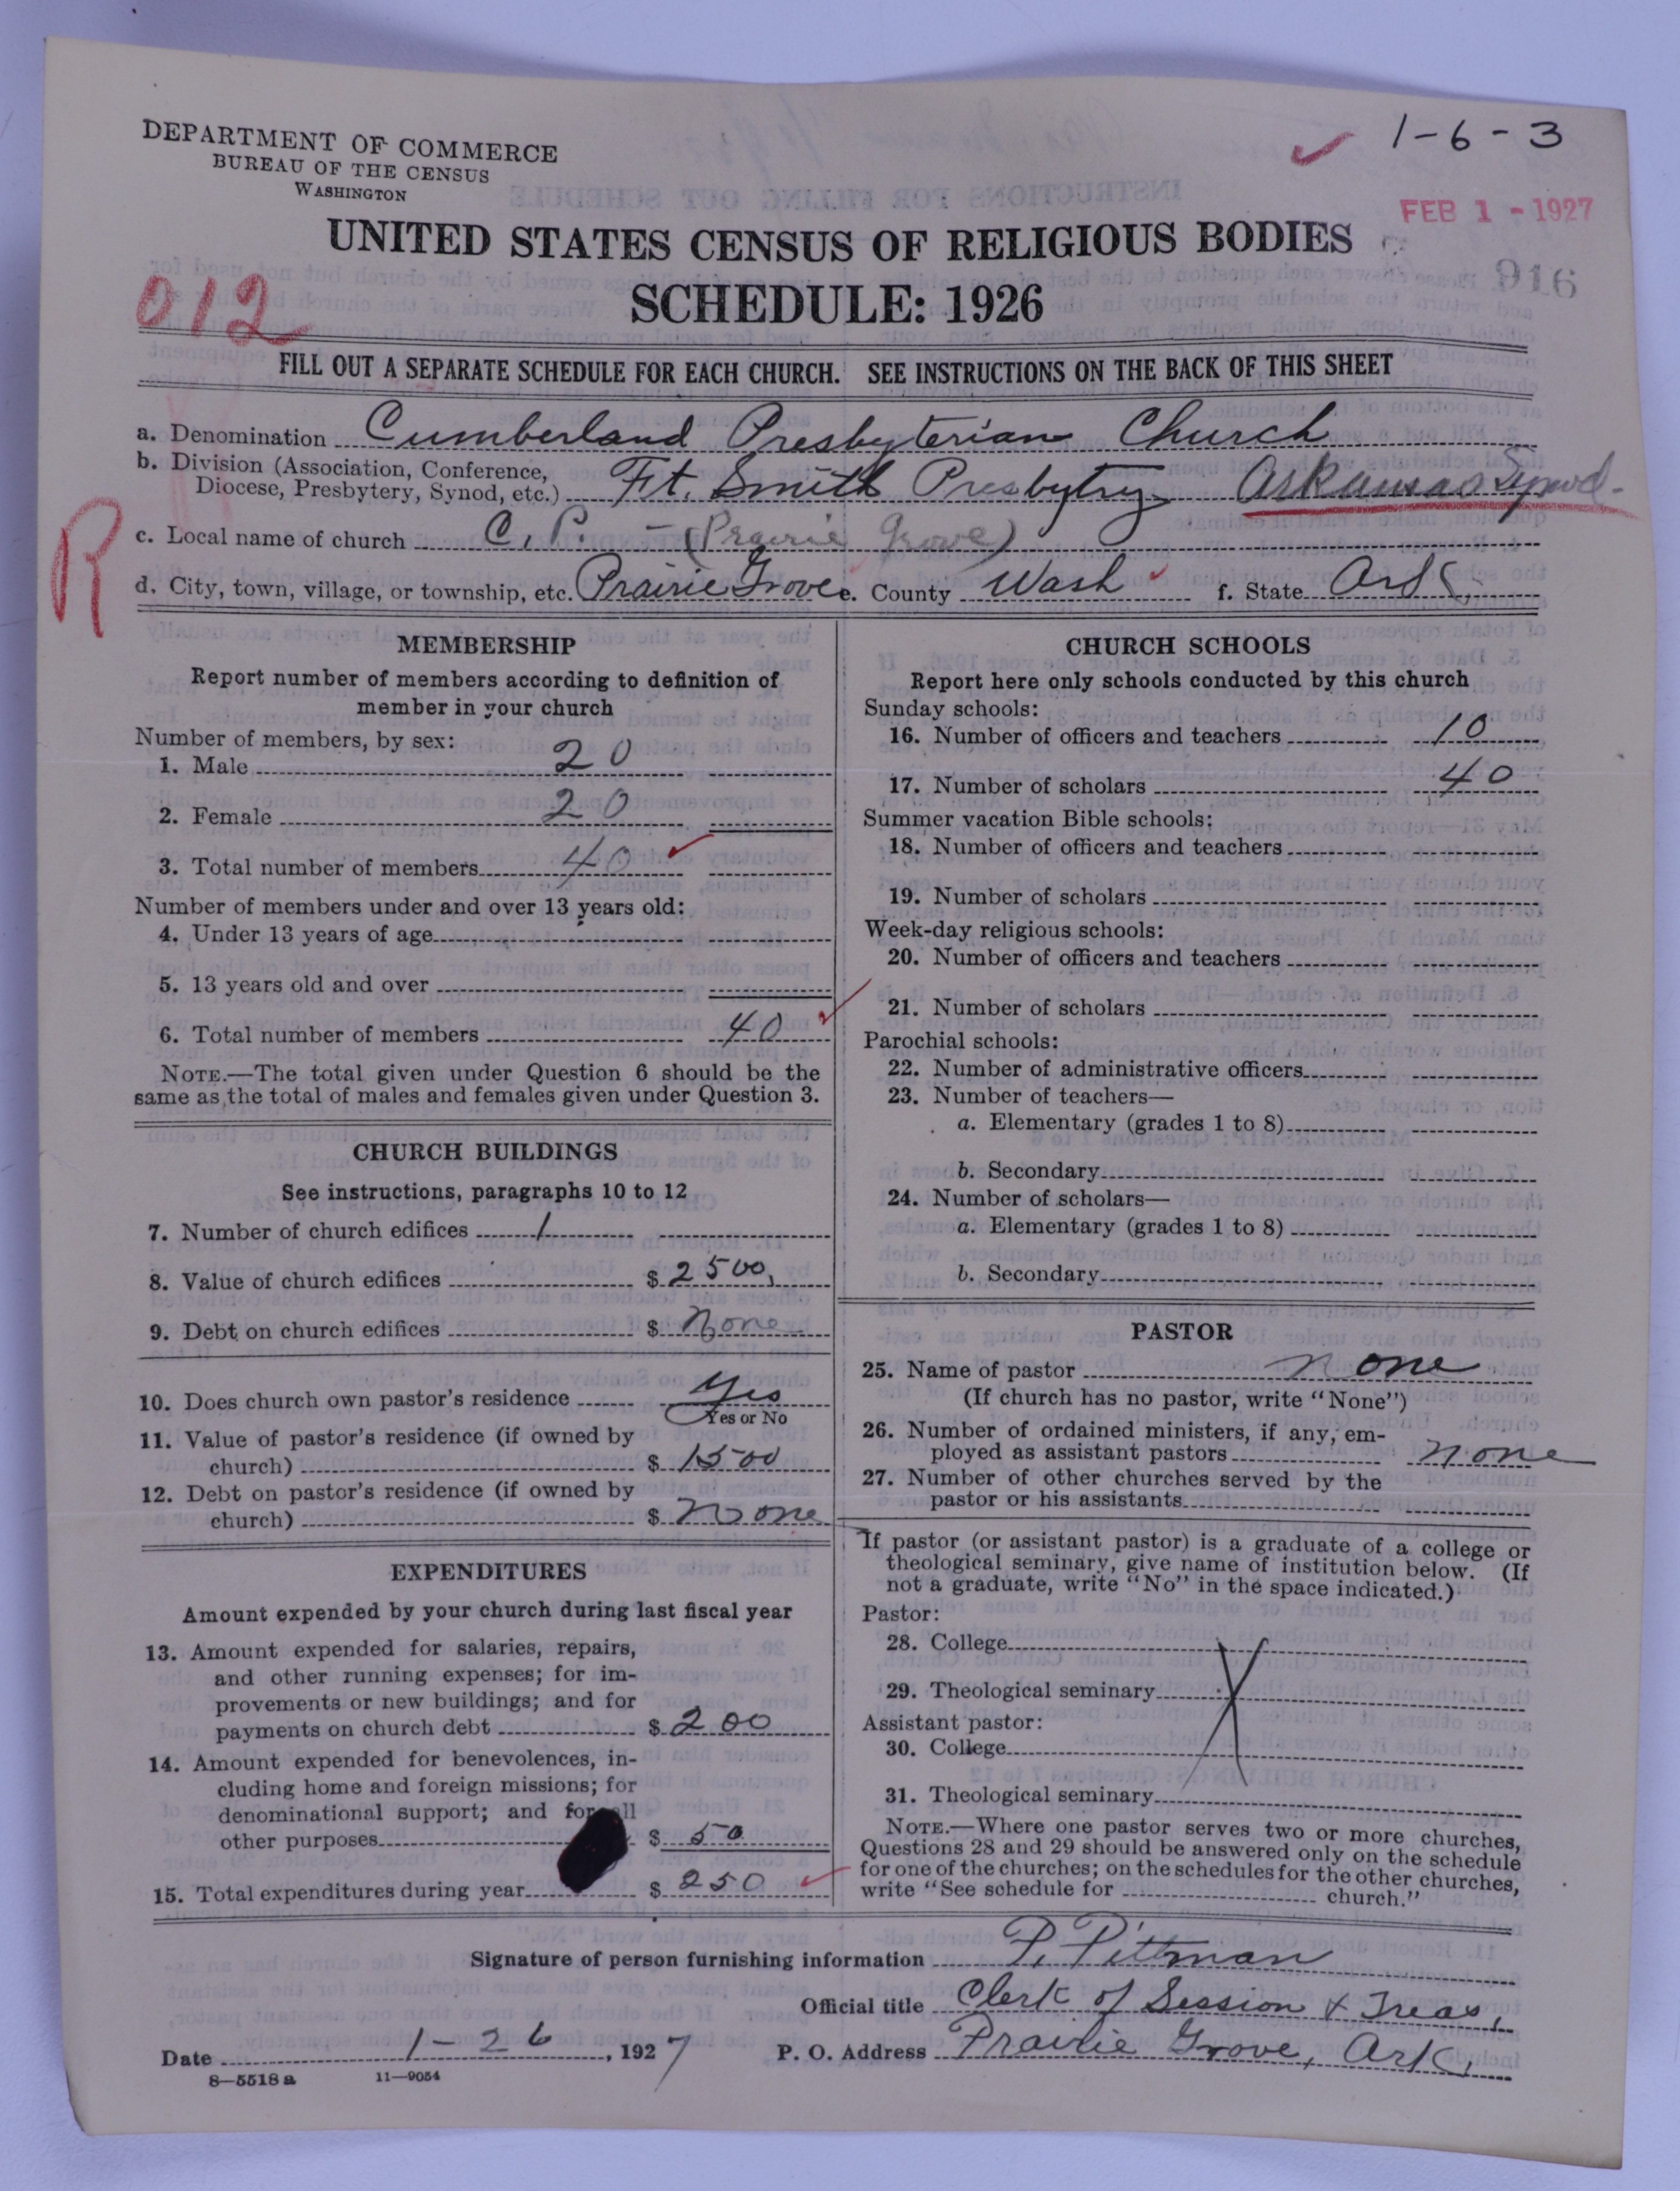 DEPARTMENT OF COMMERCE
BUREAU OF THE CENSUS
WASHINGTON
1-6-3
FEB 1 - 1927
916
UNITED STATES CENSUS OF RELIGIOUS BODIES
SCHEDULE: 1926
012
FILL OUT A SEPARATE SCHEDULE FOR EACH CHURCH. SEE INSTRUCTIONS ON THE BACK OF THIS SHEET
a. Denomination Cumberland Presbyterian Church
b. Division (Association, Conference,
Diocese, Presbytery, Synod, etc.) Ft. Smith Presbytry Arkansas Synod.
R
c. Local name of church C. P. - (Prairie Grove)
d. City, town, village, or township, etc. Prairie Grove e. County Wash f. State Ark.
MEMBERSHIP
Report number of members according to definition of
member in your church
Number of members, by sex:
1. Male 20
2. Female 20
3. Total number of members 40
Number of members under and over 13 years old:
4. Under 13 years of age
5. 13 years old and over
6. Total number of members 40
NOTE.—The total given under Question 6 should be the
same as the total of males and females given under Question 3.
CHURCH BUILDINGS
See instructions, paragraphs 10 to 12
7. Number of church edifices 1
8. Value of church edifices $ 2500.
9. Debt on church edifices $ None
10. Does church own pastor's residence Yes
Yes or No
11. Value of pastor's residence (if owned by
church) $ 1500
12. Debt on pastor's residence (if owned by
church) $ None
EXPENDITURES
Amount expended by your church during last fiscal year
13. Amount expended for salaries, repairs,
and other running expenses; for im-
provements or new buildings; and for
payments on church debt $ 200
14. Amount expended for benevolences, in-
cluding home and foreign missions; for
denominational support; and for all
other purposes $ 50
15. Total expenditures during year $ 250
CHURCH SCHOOLS
Report here only schools conducted by this church
Sunday schools:
16. Number of officers and teachers 10
17. Number of scholars 40
Summer vacation Bible schools:
18. Number of officers and teachers
19. Number of scholars
Week-day religious schools:
20. Number of officers and teachers
21. Number of scholars
Parochial schools:
22. Number of administrative officers
23. Number of teachers—
a. Elementary (grades 1 to 8)
b. Secondary
24. Number of scholars—
a. Elementary (grades 1 to 8)
b. Secondary
PASTOR
25. Name of pastor None
(If church has no pastor, write "None")
26. Number of ordained ministers, if any, em-
ployed as assistant pastors None
27. Number of other churches served by the
pastor or his assistants
If pastor (or assistant pastor) is a graduate of a college or
theological seminary, give name of institution below. (If
not a graduate, write "No" in the space indicated.)
Pastor:
28. College
29. Theological seminary
Assistant pastor:
30. College
31. Theological seminary
NOTE.—Where one pastor serves two or more churches,
Questions 28 and 29 should be answered only on the schedule
for one of the churches; on the schedules for the other churches,
write "See schedule for church."
Signature of person furnishing information P. Pittman
Official title Clerk of Session & Treas.
Date 1-26, 1927 P. O. Address Prairie Grove, Ark.
8—5518 a 11—9054